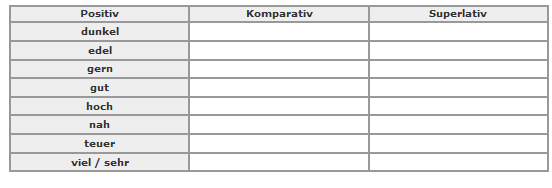 Positiv Komparativ Superlativ
dunkel
edel
gern
gut
hoch
nah
teuer
viel / sehr